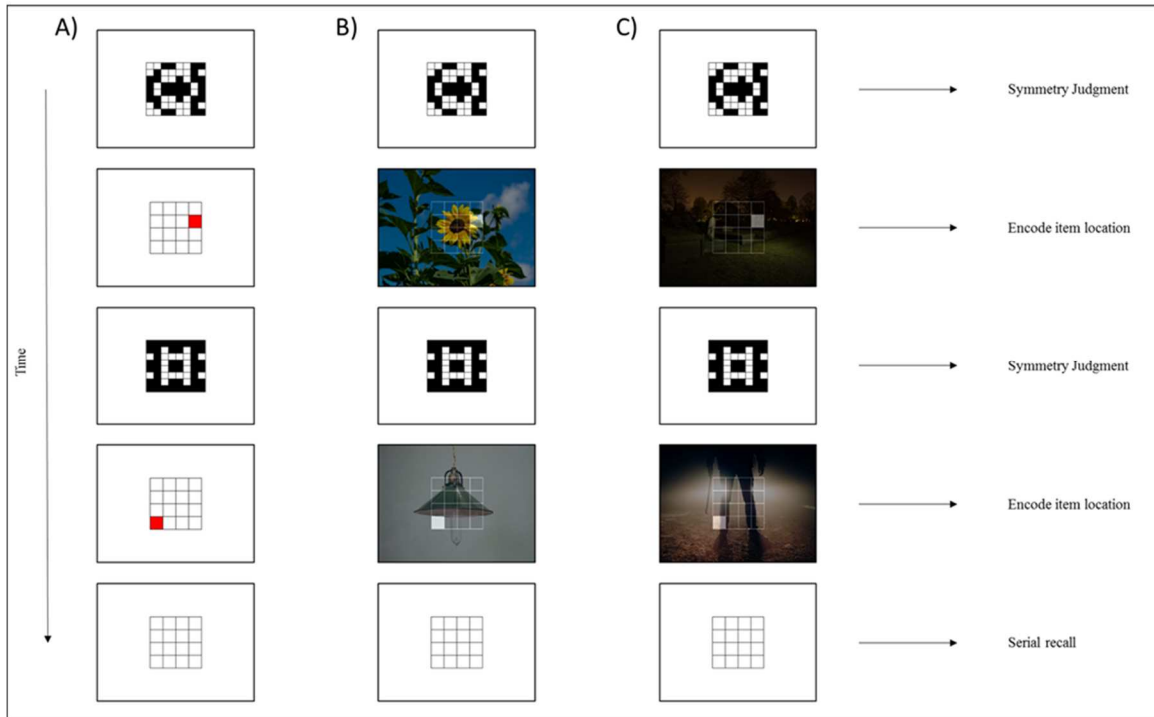 A)
B)
C)
Symmetry Judgment
Encode item location
Time
Symmetry Judgment
Encode item location
Serial recall